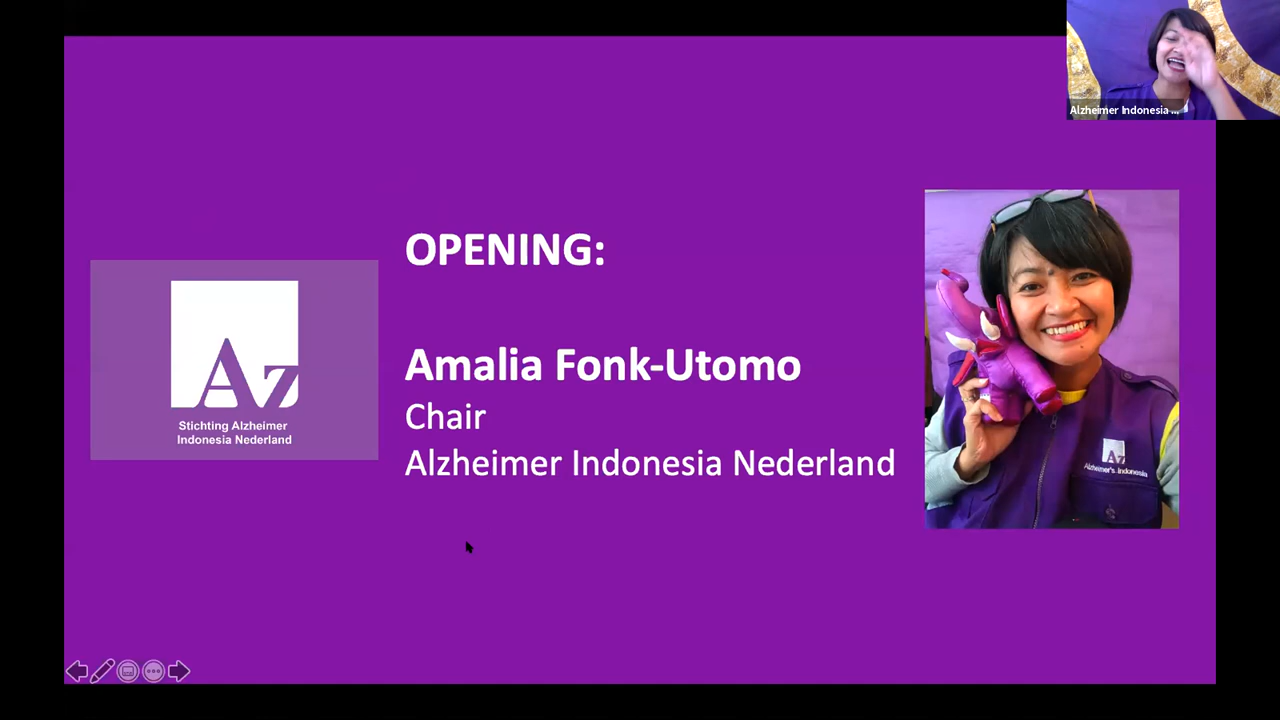 Alzheimer Indonesia ...
OPENING:
Amalia Fonk-Utomo
Chair
Alzheimer Indonesia Nederland
Az
Stichting Alzheimer
Indonesia Nederland
Az
Alzheimer's Indonesia